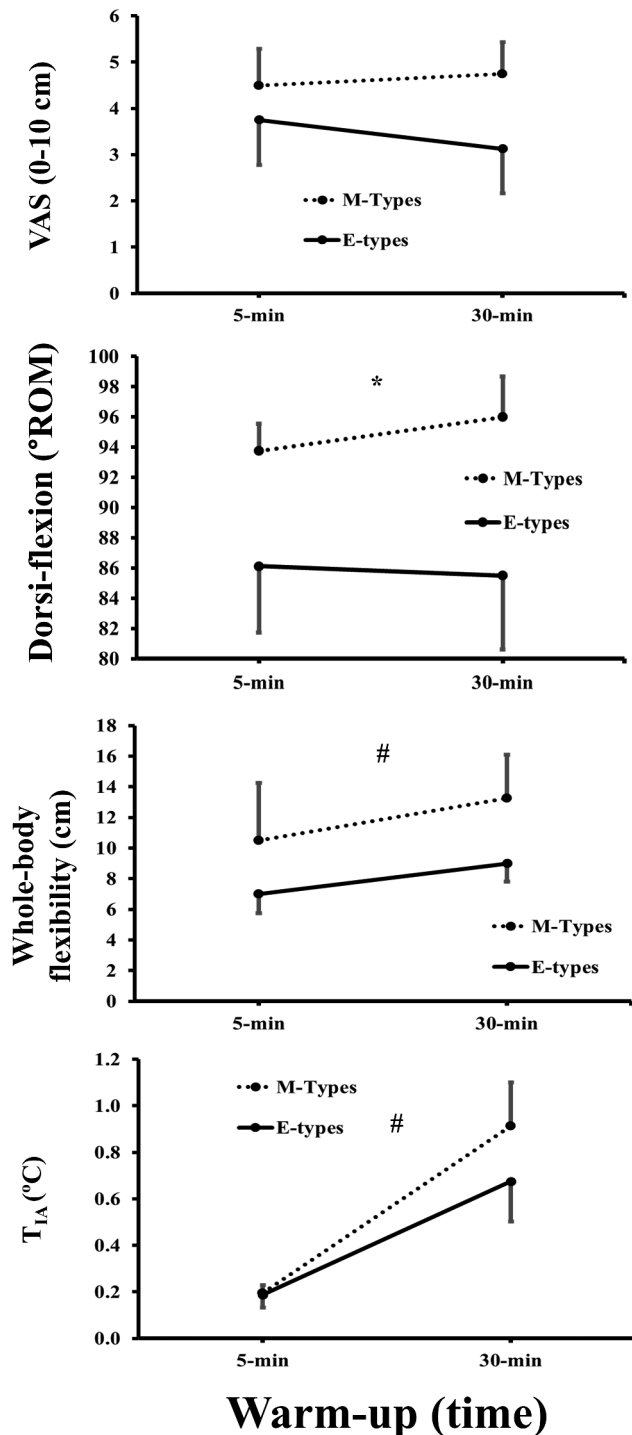 VAS (0-10 cm)
6
5
4
3
2
1
0
M-Types
E-types
5-min
30-min
Dorsi-flexion (°ROM)
100
98
96
94
92
90
88
86
84
82
80
*
M-Types
E-types
5-min
30-min
Whole-body
flexibility (cm)
18
16
14
12
10
8
6
4
2
0
#
M-Types
E-types
5-min
30-min
T_IA (°C)
1.2
1.0
0.8
0.6
0.4
0.2
0.0
M-Types
E-types
#
5-min
30-min
Warm-up (time)